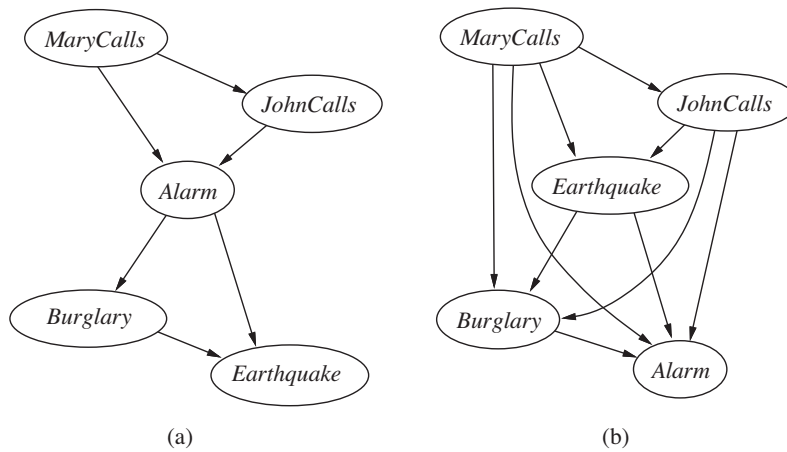 MaryCalls
JohnCalls
Alarm
Burglary
Earthquake
(a)
MaryCalls
JohnCalls
Earthquake
Burglary
Alarm
(b)